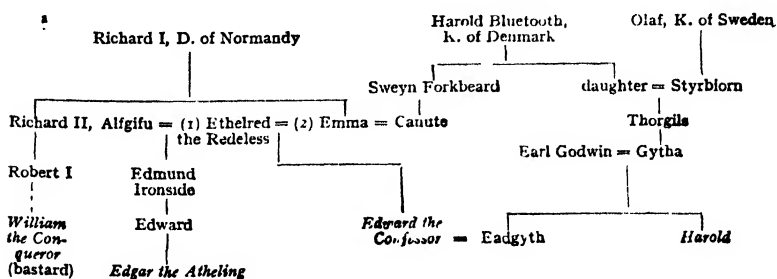 Richard I, D. of Normandy
Harold Bluetooth,
K. of Denmark
Olaf, K. of Sweden
Sweyn Forkbeard
daughter = Styrbiorn
Richard II, Alfgifu = (1) Ethelred = (2) Emma = Canute
the Redeless
Thorgils
Earl Godwin = Gytha
Robert I
Edmund
Ironside
William
the Con-
queror
(bastard)
Edward
Edward the
Confessor = Eadgyth
Harold
Edgar the Atheling